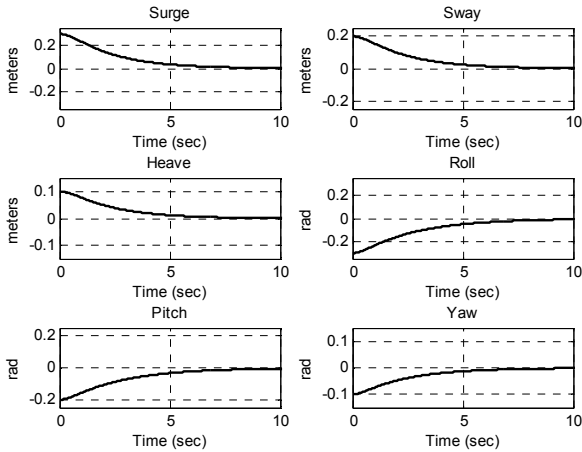 Surge
meters
0.2
0
-0.2
0 5 10
Time (sec)
Sway
meters
0.2
0
-0.2
0 5 10
Time (sec)
Heave
meters
0.1
0
-0.1
0 5 10
Time (sec)
Roll
rad
0.2
0
-0.2
0 5 10
Time (sec)
Pitch
rad
0.2
0
-0.2
0 5 10
Time (sec)
Yaw
rad
0.1
0
-0.1
0 5 10
Time (sec)